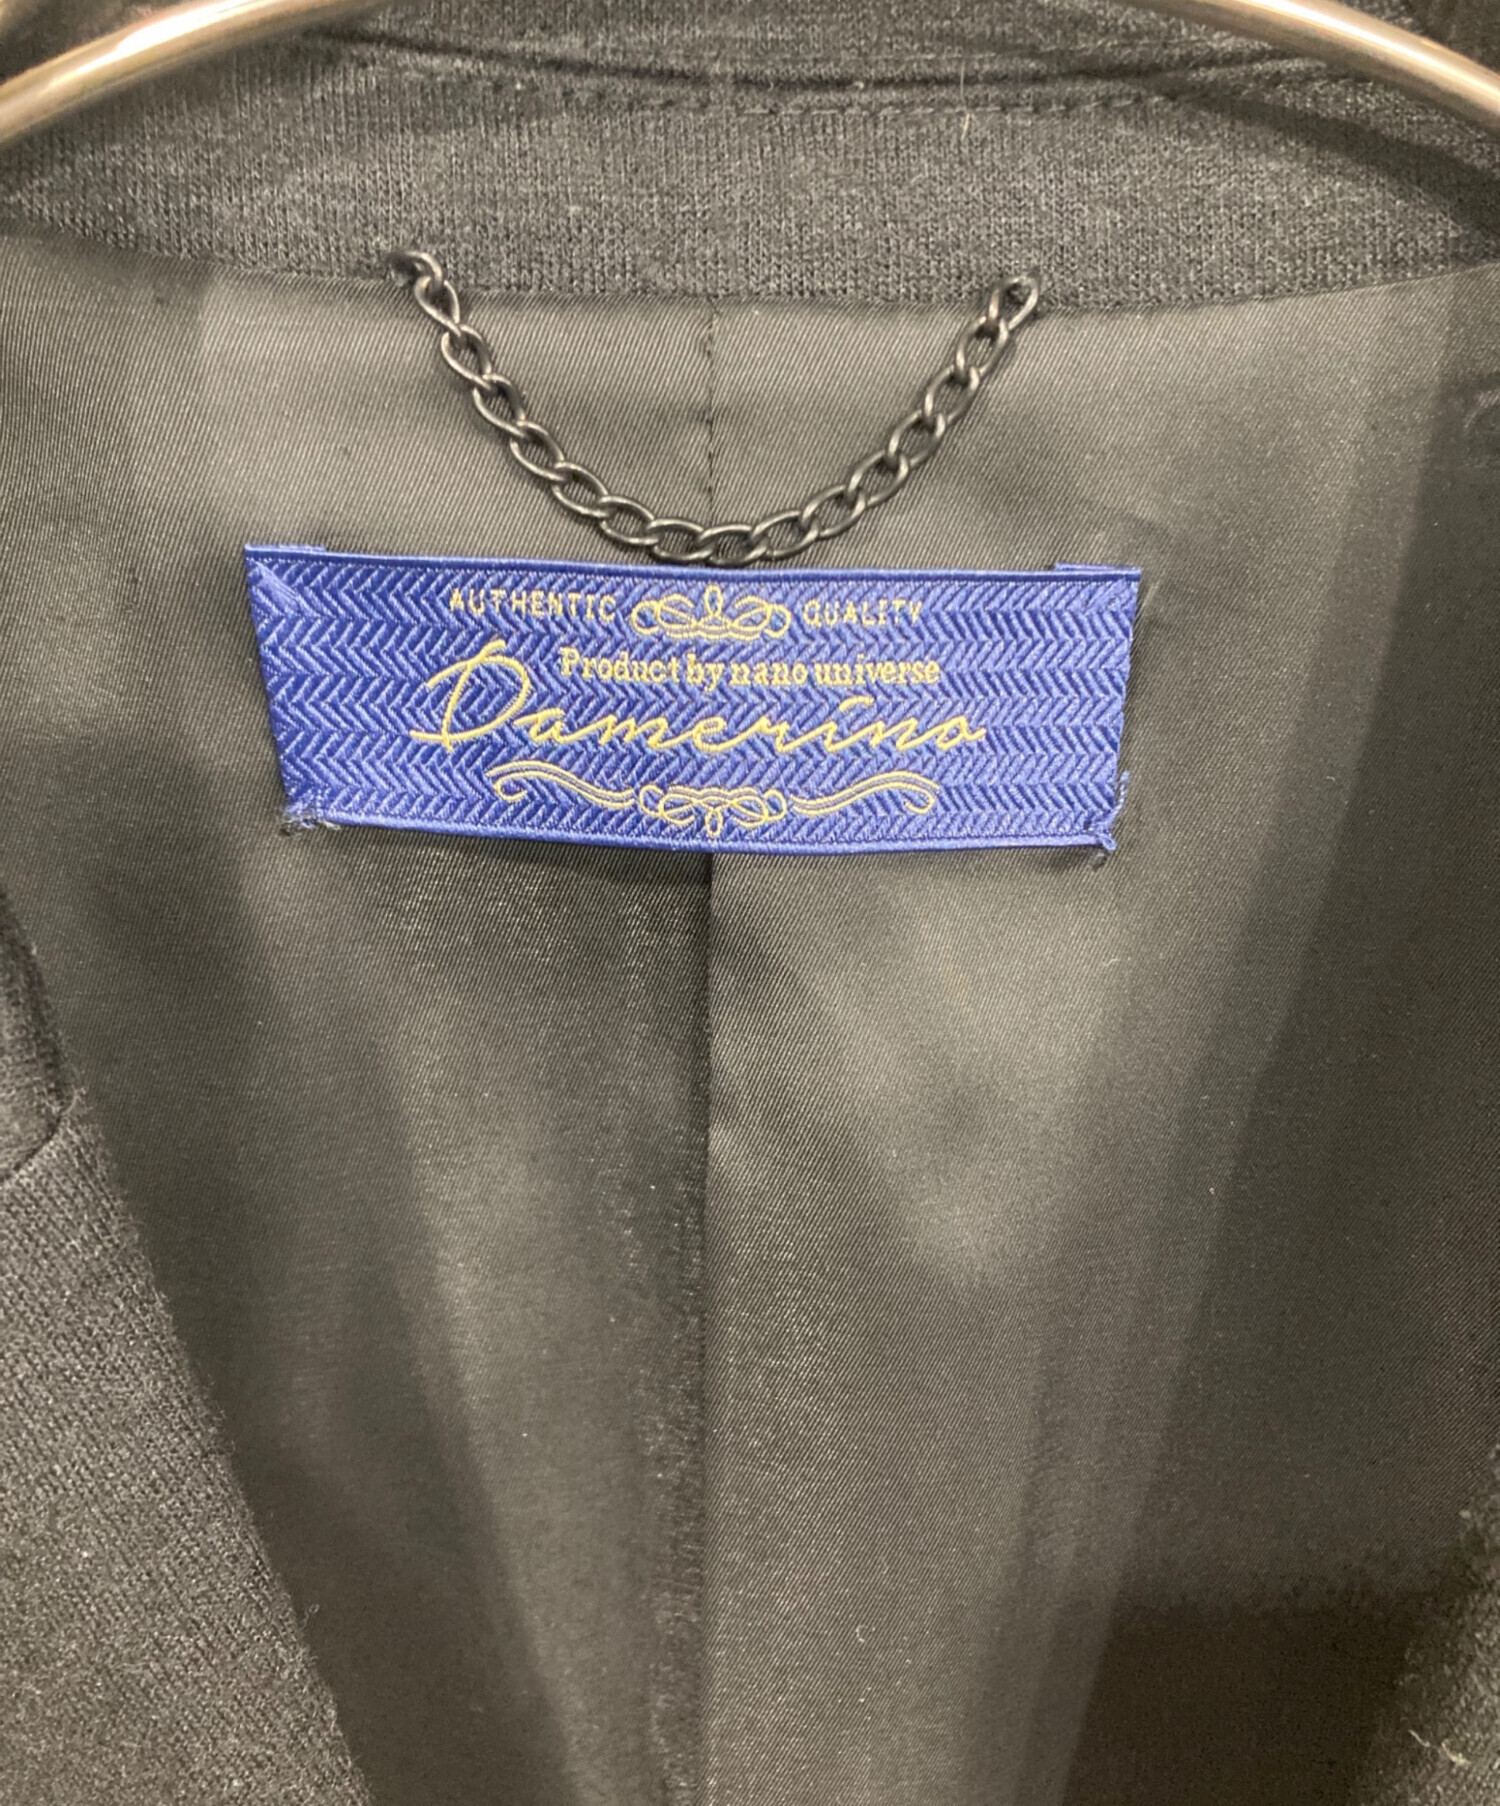 AUTHENTIC QUALITY
Product by nano universe
Damerino